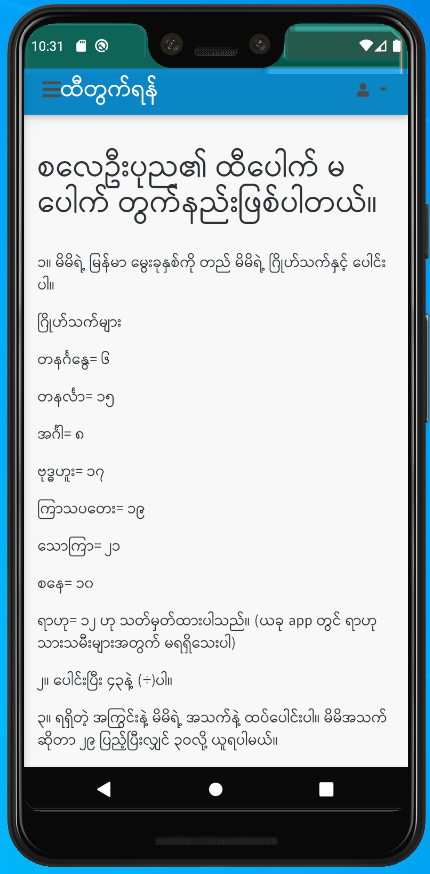 10:31
ထီတွက်ရန်
စလေဦးပုည၏ ထီပေါက် မ
ပေါက် တွက်နည်းဖြစ်ပါတယ်။
၁။ မိမိရဲ့ မြန်မာ မွေးခုနှစ်ကို တည် မိမိရဲ့ ဂြိုဟ်သက်နှင့် ပေါင်း
ပါ။
ဂြိုဟ်သက်များ
တနင်္ဂနွေ= ၆
တနင်္လာ= ၁၅
အင်္ဂါ= ၈
ဗုဒ္ဓဟူး= ၁၇
ကြာသပတေး= ၁၉
သောကြာ= ၂၁
စနေ= ၁၀
ရာဟု= ၁၂ ဟု သတ်မှတ်ထားပါသည်။ (ယခု app တွင် ရာဟု
သားသမီးများအတွက် မရရှိသေးပါ)
၂။ ပေါင်းပြီး ၄၃နဲ့ (÷)ပါ။
၃။ ရရှိတဲ့ အကြွင်းနဲ့ မိမိရဲ့ အသက်နဲ့ ထပ်ပေါင်းပါ။ မိမိအသက်
ဆိုတာ ၂၉ ပြည့်ပြီးလျှင် ၃၀လို့ ယူရပါမယ်။